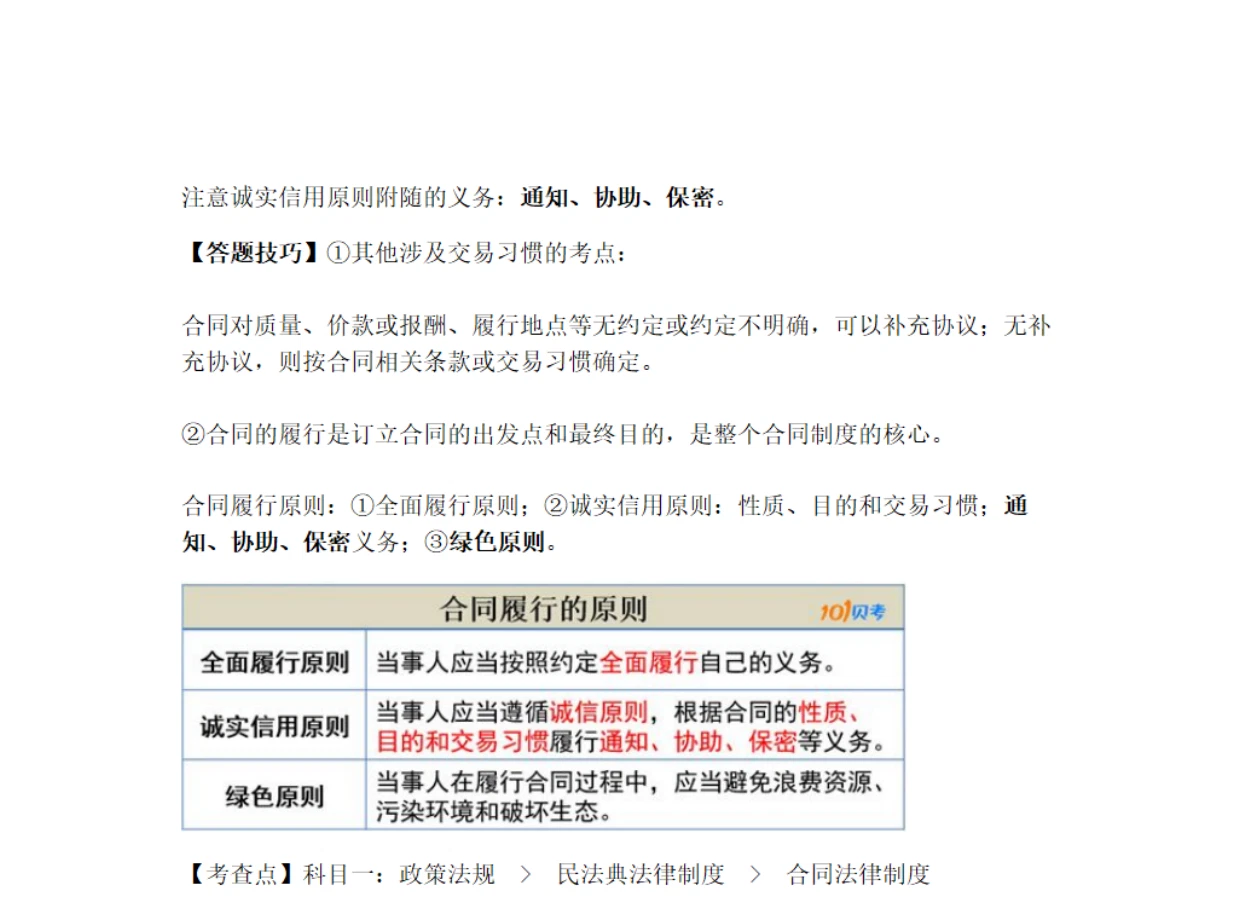 注意诚实信用原则附随的义务：通知、协助、保密。
【答题技巧】①其他涉及交易习惯的考点：
合同对质量、价款或报酬、履行地点等无约定或约定不明确，可以补充协议；无补
充协议，则按合同相关条款或交易习惯确定。
②合同的履行是订立合同的出发点和最终目的，是整个合同制度的核心。
合同履行原则：①全面履行原则；②诚实信用原则：性质、目的和交易习惯；通
知、协助、保密义务；③绿色原则。
合同履行的原则 101贝考
全面履行原则 当事人应当按照约定全面履行自己的义务。
诚实信用原则 当事人应当遵循诚信原则，根据合同的性质、
目的和交易习惯履行通知、协助、保密等义务。
绿色原则 当事人在履行合同过程中，应当避免浪费资源、
污染环境和破坏生态。
【考查点】科目一：政策法规 > 民法典法律制度 > 合同法律制度